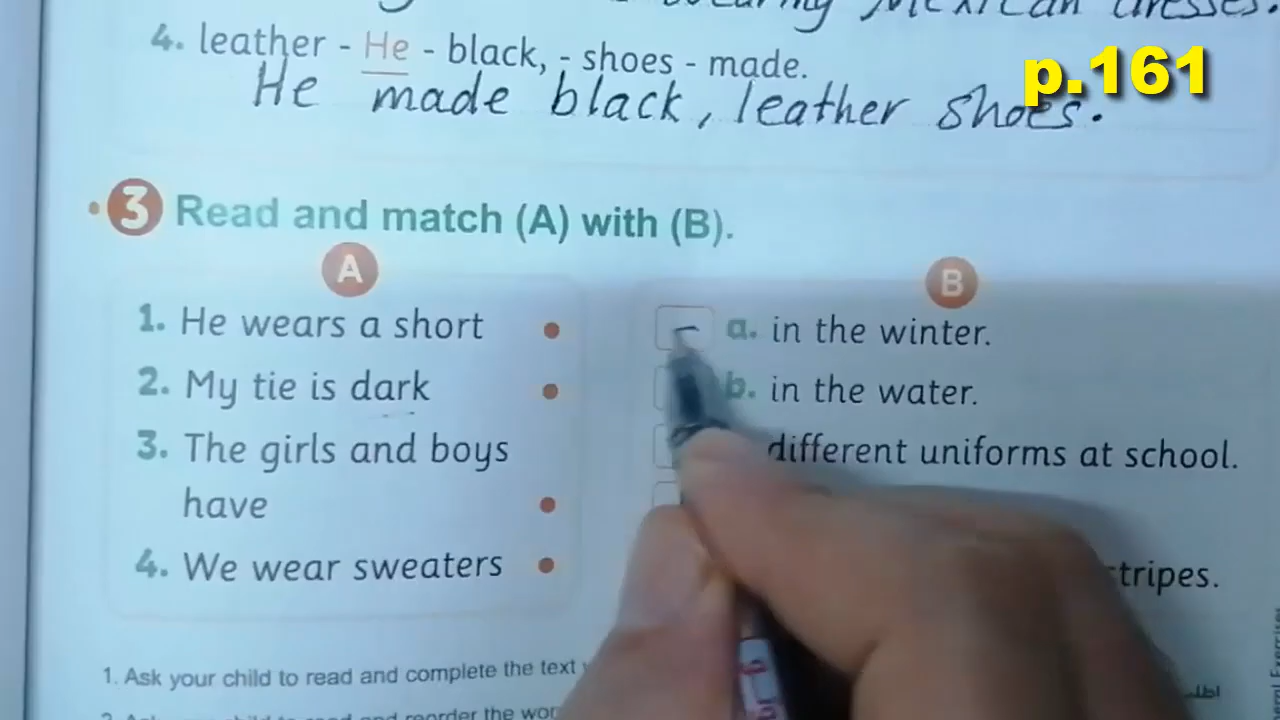 wearing Mexican dresses.
4. leather - He - black, - shoes - made.
p.161
He made black, leather shoes.
3 Read and match (A) with (B).
A
B
1. He wears a short
2. My tie is dark
3. The girls and boys
have
4. We wear sweaters
a. in the winter.
b. in the water.
different uniforms at school.
stripes.
1. Ask your child to read and complete the text